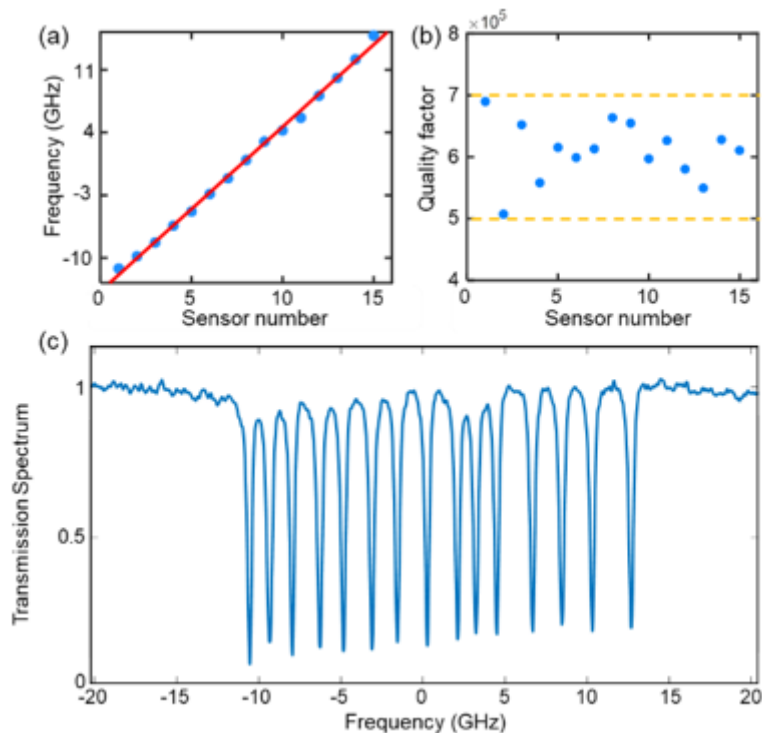 (a)
11
4
-3
-10
Frequency (GHz)
0 5 10 15
Sensor number
(b)
×10⁵
8
7
6
5
4
Quality factor
0 5 10 15
Sensor number
(c)
1
0.5
0
Transmission Spectrum
-20 -15 -10 -5 0 5 10 15 20
Frequency (GHz)